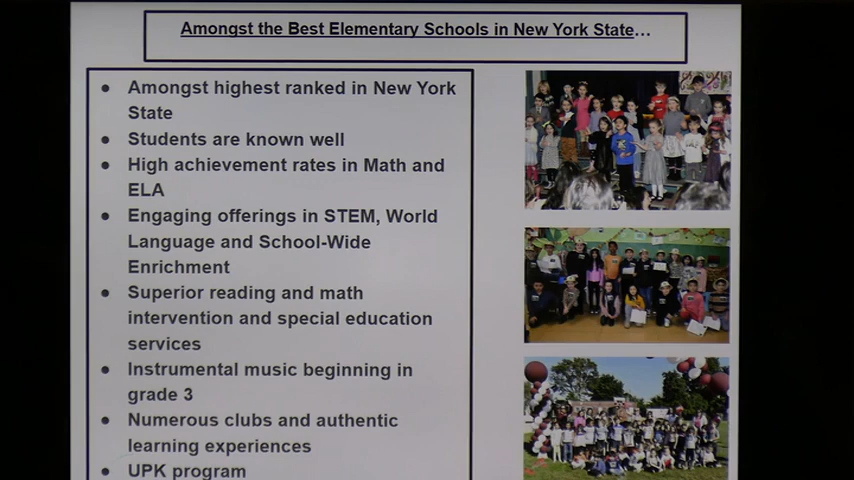 Amongst the Best Elementary Schools in New York State…
● Amongst highest ranked in New York
State
● Students are known well
● High achievement rates in Math and
ELA
● Engaging offerings in STEM, World
Language and School-Wide
Enrichment
● Superior reading and math
intervention and special education
services
● Instrumental music beginning in
grade 3
● Numerous clubs and authentic
learning experiences
● UPK program